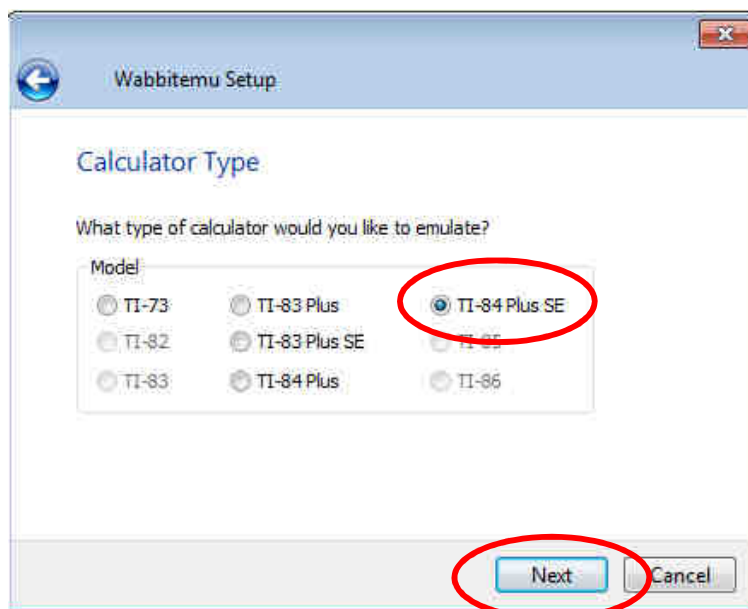 Wabbitemu Setup
Calculator Type
What type of calculator would you like to emulate?
Model
TI-73 TI-83 Plus TI-84 Plus SE
TI-82 TI-83 Plus SE TI-85
TI-83 TI-84 Plus TI-86
Next Cancel